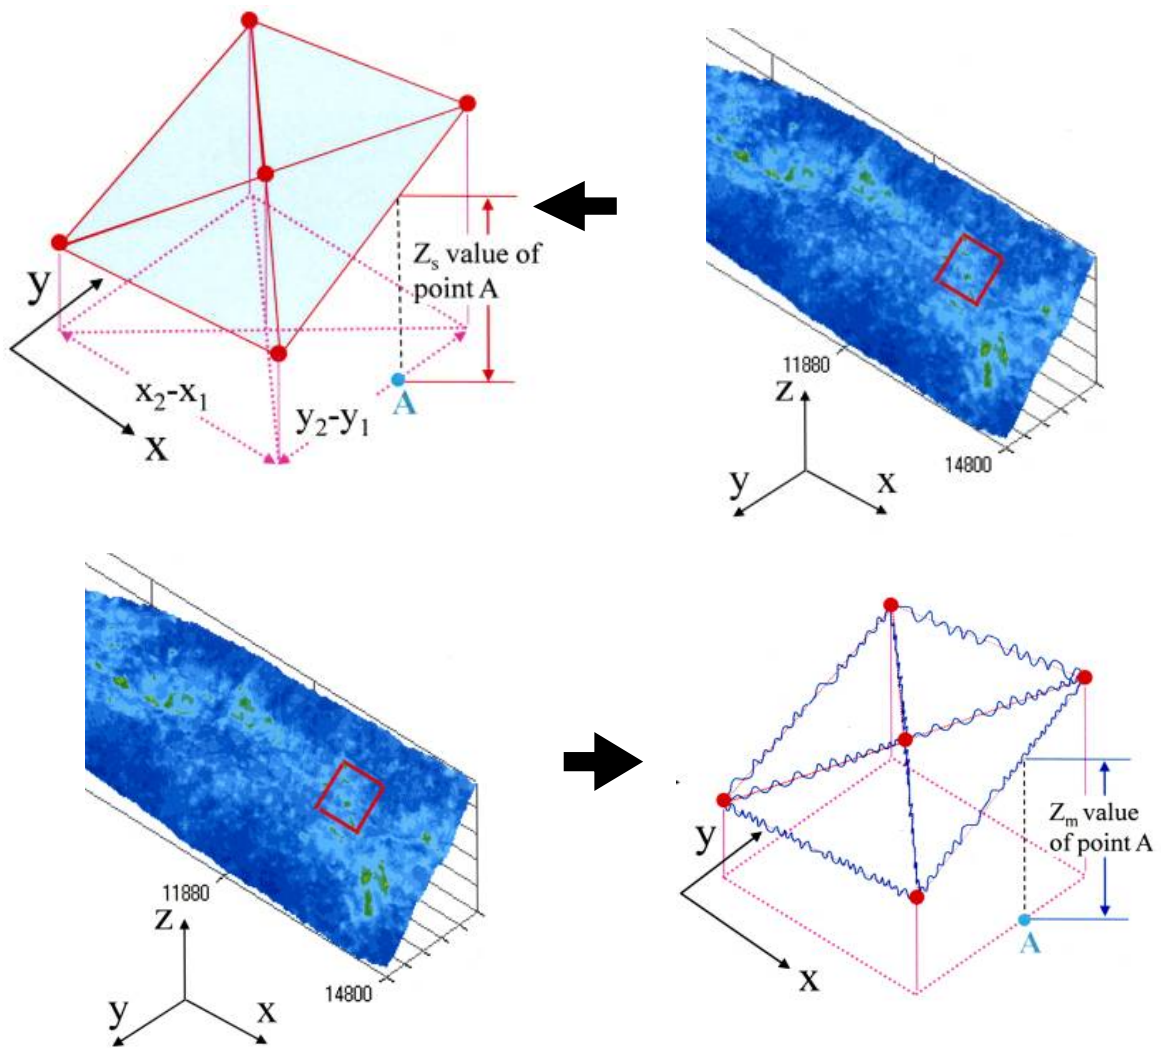 Zs value of
point A
y
x2-x1
y2-y1
A
x
11880
z
14800
y
x
11880
z
14800
y
x
Zm value
of point A
y
A
x